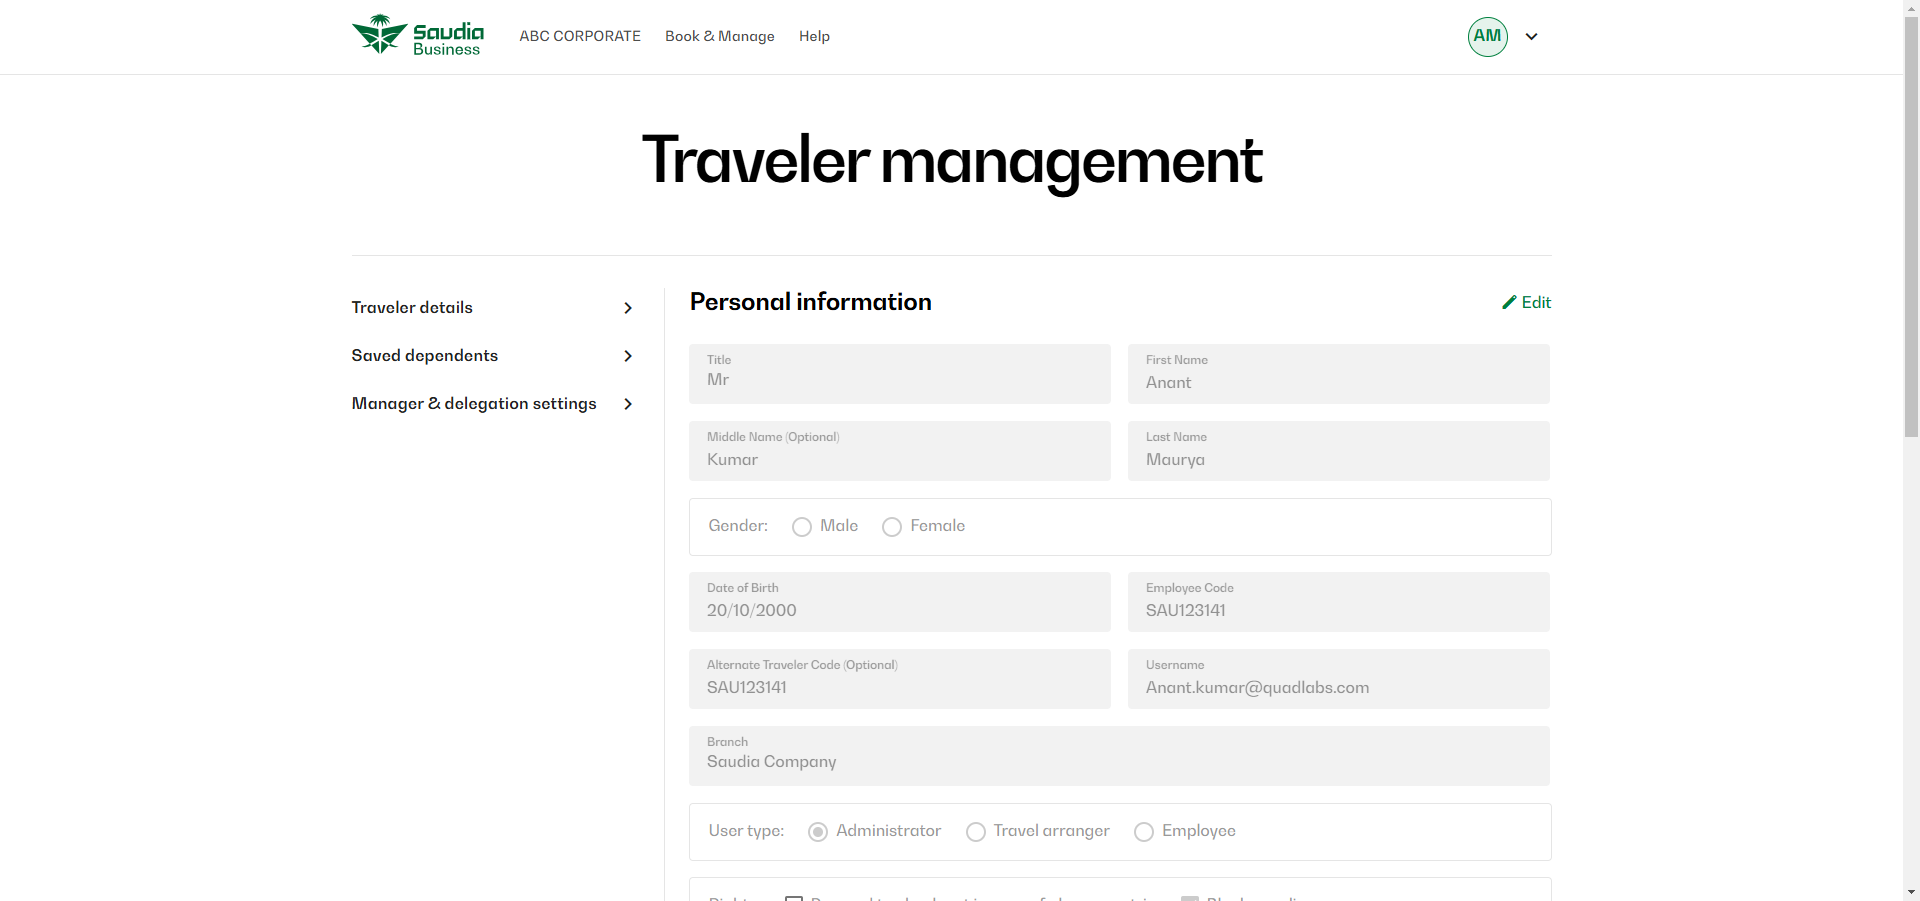 Saudia
Business
ABC CORPORATE
Book & Manage
Help
AM
Traveler management
Traveler details
Saved dependents
Manager & delegation settings
Personal information
Edit
Title
Mr
First Name
Anant
Middle Name (Optional)
Kumar
Last Name
Maurya
Gender: Male Female
Date of Birth
20/10/2000
Employee Code
SAU123141
Alternate Traveler Code (Optional)
SAU123141
Username
Anant.kumar@quadlabs.com
Branch
Saudia Company
User type: Administrator Travel arranger Employee